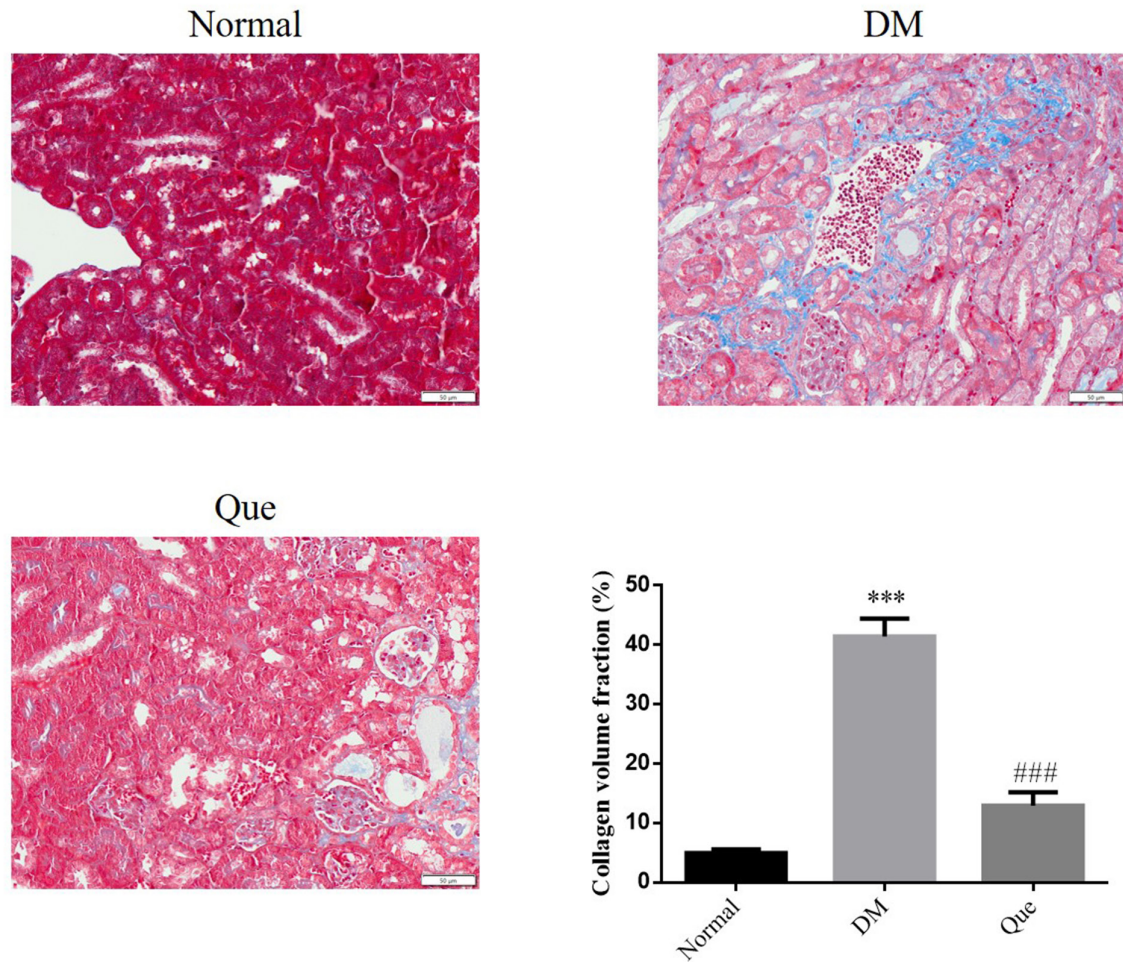 Normal
DM
50 µm
50 µm
Que
50 µm
Collagen volume fraction (%)
50
40
30
20
10
0
***
###
Normal
DM
Que